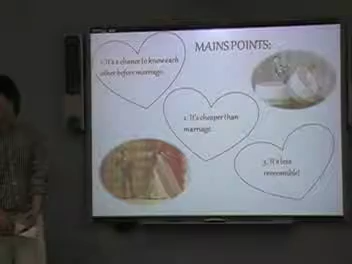 MAINS POINTS:
1. It's a chance to know each
other before marriage.
2. It's cheaper than
marriage.
3. It's less
responsible!